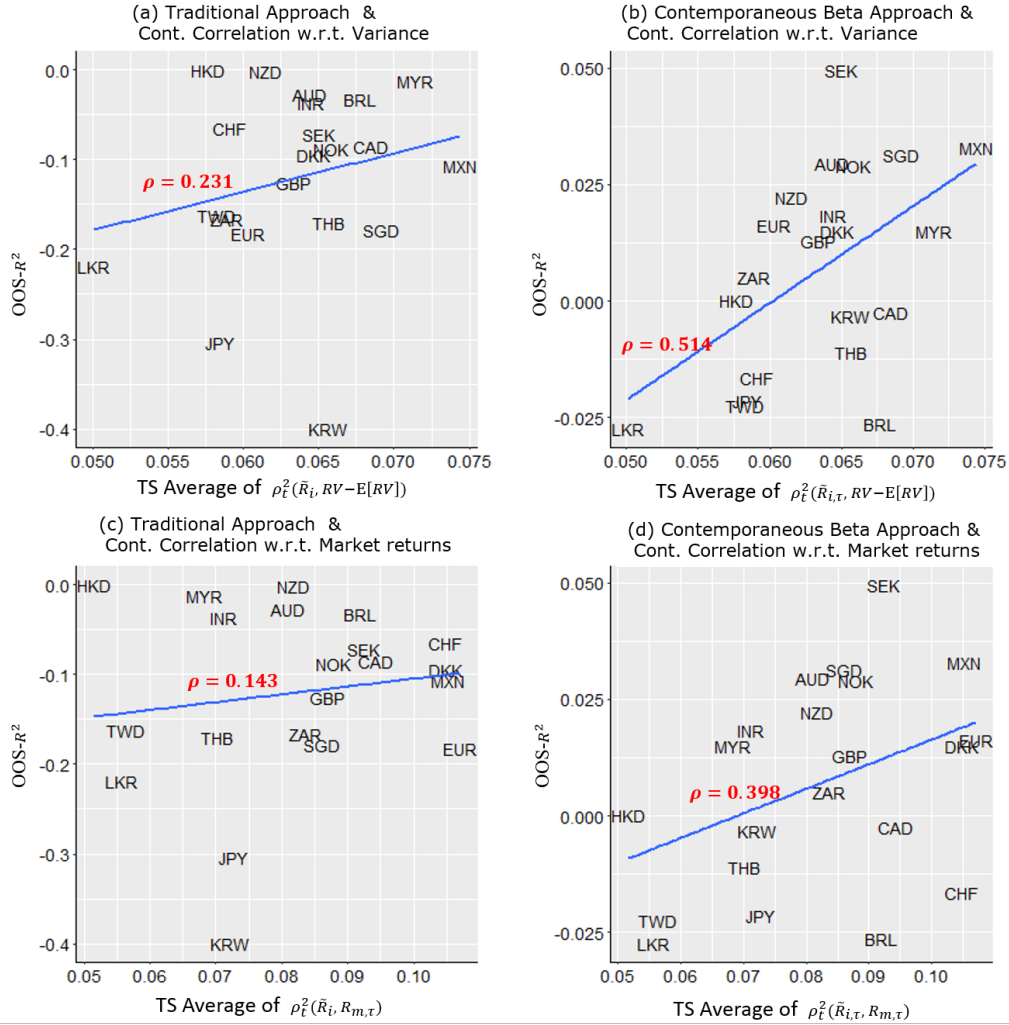 (a) Traditional Approach &
Cont. Correlation w.r.t. Variance
OOS-R²
0.0
-0.1
-0.2
-0.3
-0.4
HKD
NZD
MYR
AUD
INR
BRL
CHF
SEK
NOK
CAD
DKK
MXN
ρ = 0.231
GBP
TWD
ZAR
THB
EUR
SGD
LKR
JPY
KRW
0.050 0.055 0.060 0.065 0.070 0.075
TS Average of ρ²ₜ(R̃ᵢ, RV−E[RV])
(b) Contemporaneous Beta Approach &
Cont. Correlation w.r.t. Variance
OOS-R²
0.050
0.025
0.000
-0.025
SEK
MXN
SGD
AUD
NOK
NZD
INR
EUR
DKK
MYR
GBP
ZAR
HKD
KRW
CAD
ρ = 0.514
THB
CHF
JPY
TWD
BRL
LKR
0.050 0.055 0.060 0.065 0.070 0.075
TS Average of ρ²ₜ(R̃ᵢ,τ, RV−E[RV])
(c) Traditional Approach &
Cont. Correlation w.r.t. Market returns
OOS-R²
0.0
-0.1
-0.2
-0.3
-0.4
HKD
NZD
MYR
AUD
INR
BRL
CHF
SEK
NOK
CAD
DKK
MXN
ρ = 0.143
GBP
TWD
ZAR
THB
SGD
EUR
LKR
JPY
KRW
0.05 0.06 0.07 0.08 0.09 0.10
TS Average of ρ²ₜ(R̃ᵢ, Rₘ,τ)
(d) Contemporaneous Beta Approach &
Cont. Correlation w.r.t. Market returns
OOS-R²
0.050
0.025
0.000
-0.025
SEK
MXN
SGD
AUD
NOK
NZD
INR
EUR
MYR
DKK
GBP
ρ = 0.398
ZAR
HKD
KRW
CAD
THB
CHF
JPY
TWD
BRL
LKR
0.05 0.06 0.07 0.08 0.09 0.10
TS Average of ρ²ₜ(R̃ᵢ,τ, Rₘ,τ)